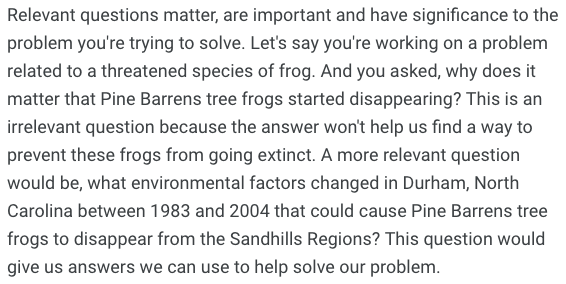 Relevant questions matter, are important and have significance to the
problem you're trying to solve. Let's say you're working on a problem
related to a threatened species of frog. And you asked, why does it
matter that Pine Barrens tree frogs started disappearing? This is an
irrelevant question because the answer won't help us find a way to
prevent these frogs from going extinct. A more relevant question
would be, what environmental factors changed in Durham, North
Carolina between 1983 and 2004 that could cause Pine Barrens tree
frogs to disappear from the Sandhills Regions? This question would
give us answers we can use to help solve our problem.